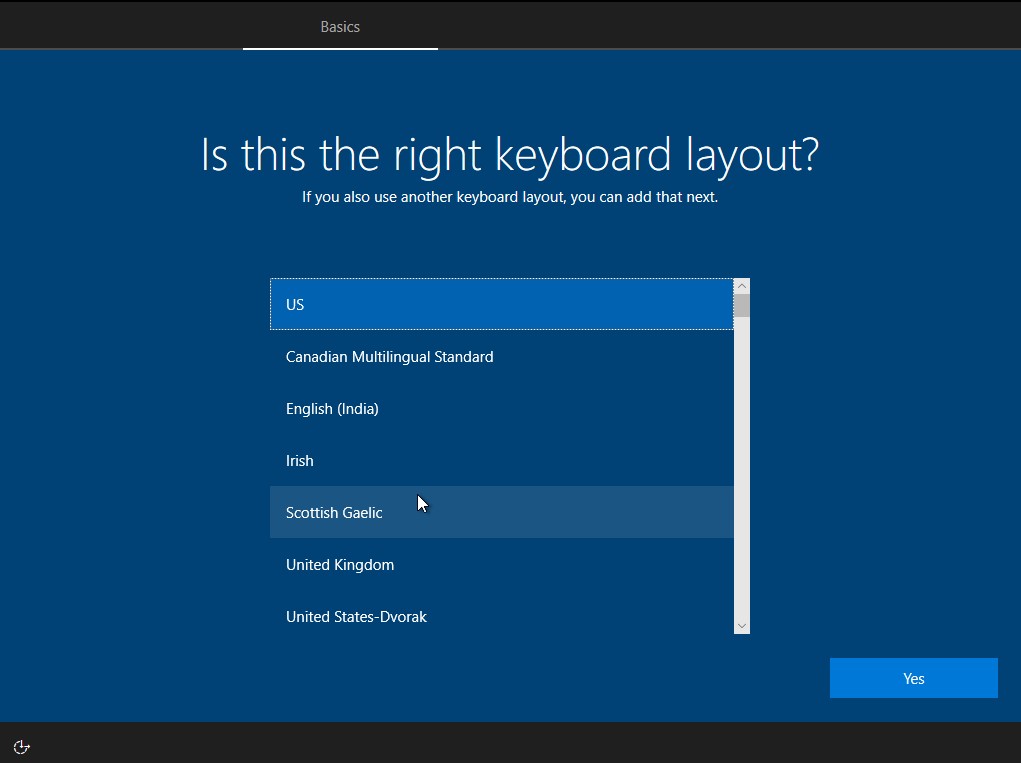 Basics
Is this the right keyboard layout?
If you also use another keyboard layout, you can add that next.
US
Canadian Multilingual Standard
English (India)
Irish
Scottish Gaelic
United Kingdom
United States-Dvorak
Yes